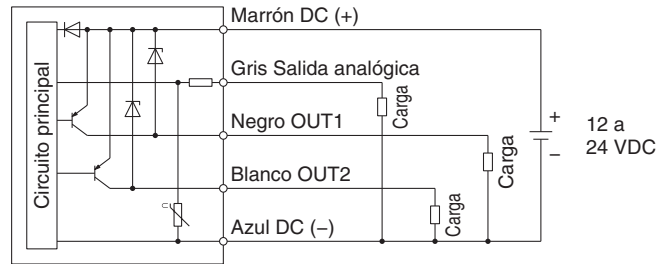 Circuito principal
Marrón DC (+)
Gris Salida analógica
Carga
Negro OUT1
Carga
Blanco OUT2
Carga
Azul DC (−)
+
−
12 a
24 VDC